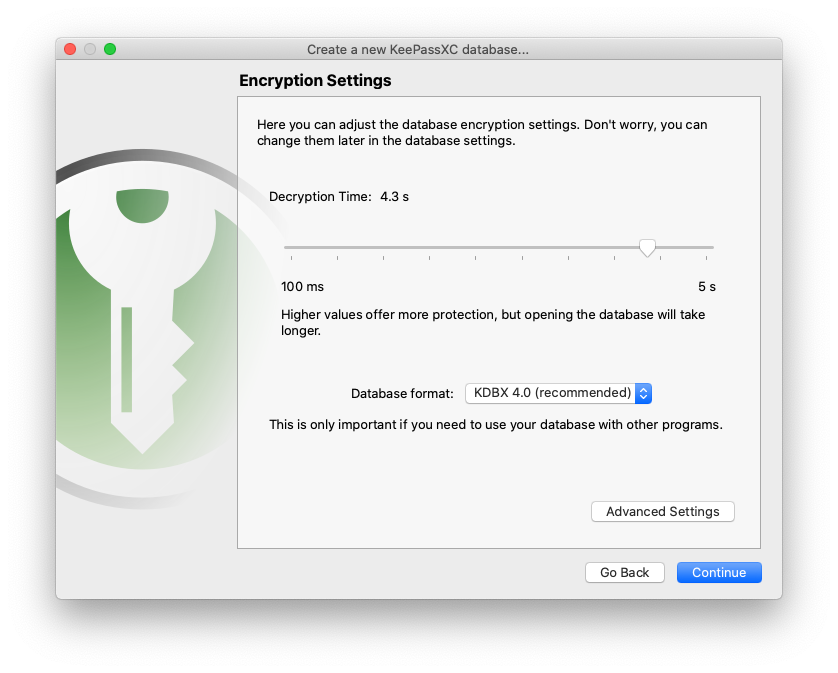 Create a new KeePassXC database...
Encryption Settings
Here you can adjust the database encryption settings. Don't worry, you can
change them later in the database settings.
Decryption Time: 4.3 s
100 ms 5 s
Higher values offer more protection, but opening the database will take
longer.
Database format: KDBX 4.0 (recommended)
This is only important if you need to use your database with other programs.
Advanced Settings
Go Back Continue